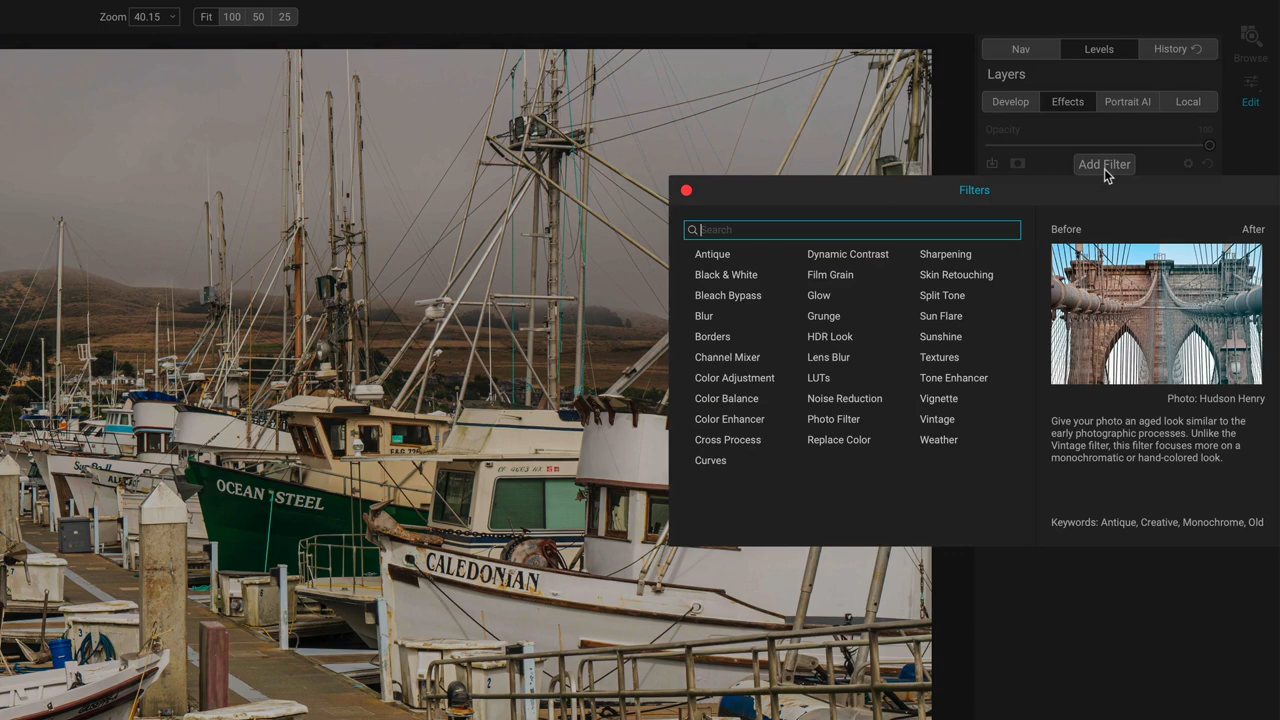 Zoom 40.15 Fit 100 50 25
Nav Levels History
Browse
Layers
Edit
Develop Effects Portrait AI Local
Opacity 100
Add Filter
Filters
Search
Antique
Black & White
Bleach Bypass
Blur
Borders
Channel Mixer
Color Adjustment
Color Balance
Color Enhancer
Cross Process
Curves
Dynamic Contrast
Film Grain
Glow
Grunge
HDR Look
Lens Blur
LUTs
Noise Reduction
Photo Filter
Replace Color
Sharpening
Skin Retouching
Split Tone
Sun Flare
Sunshine
Textures
Tone Enhancer
Vignette
Vintage
Weather
Before After
Photo: Hudson Henry
Give your photo an aged look similar to the
early photographic processes. Unlike the
Vintage filter, this filter focuses more on a
monochromatic or hand-colored look.
Keywords: Antique, Creative, Monochrome, Old
OCEAN STEEL
CALEDONIAN